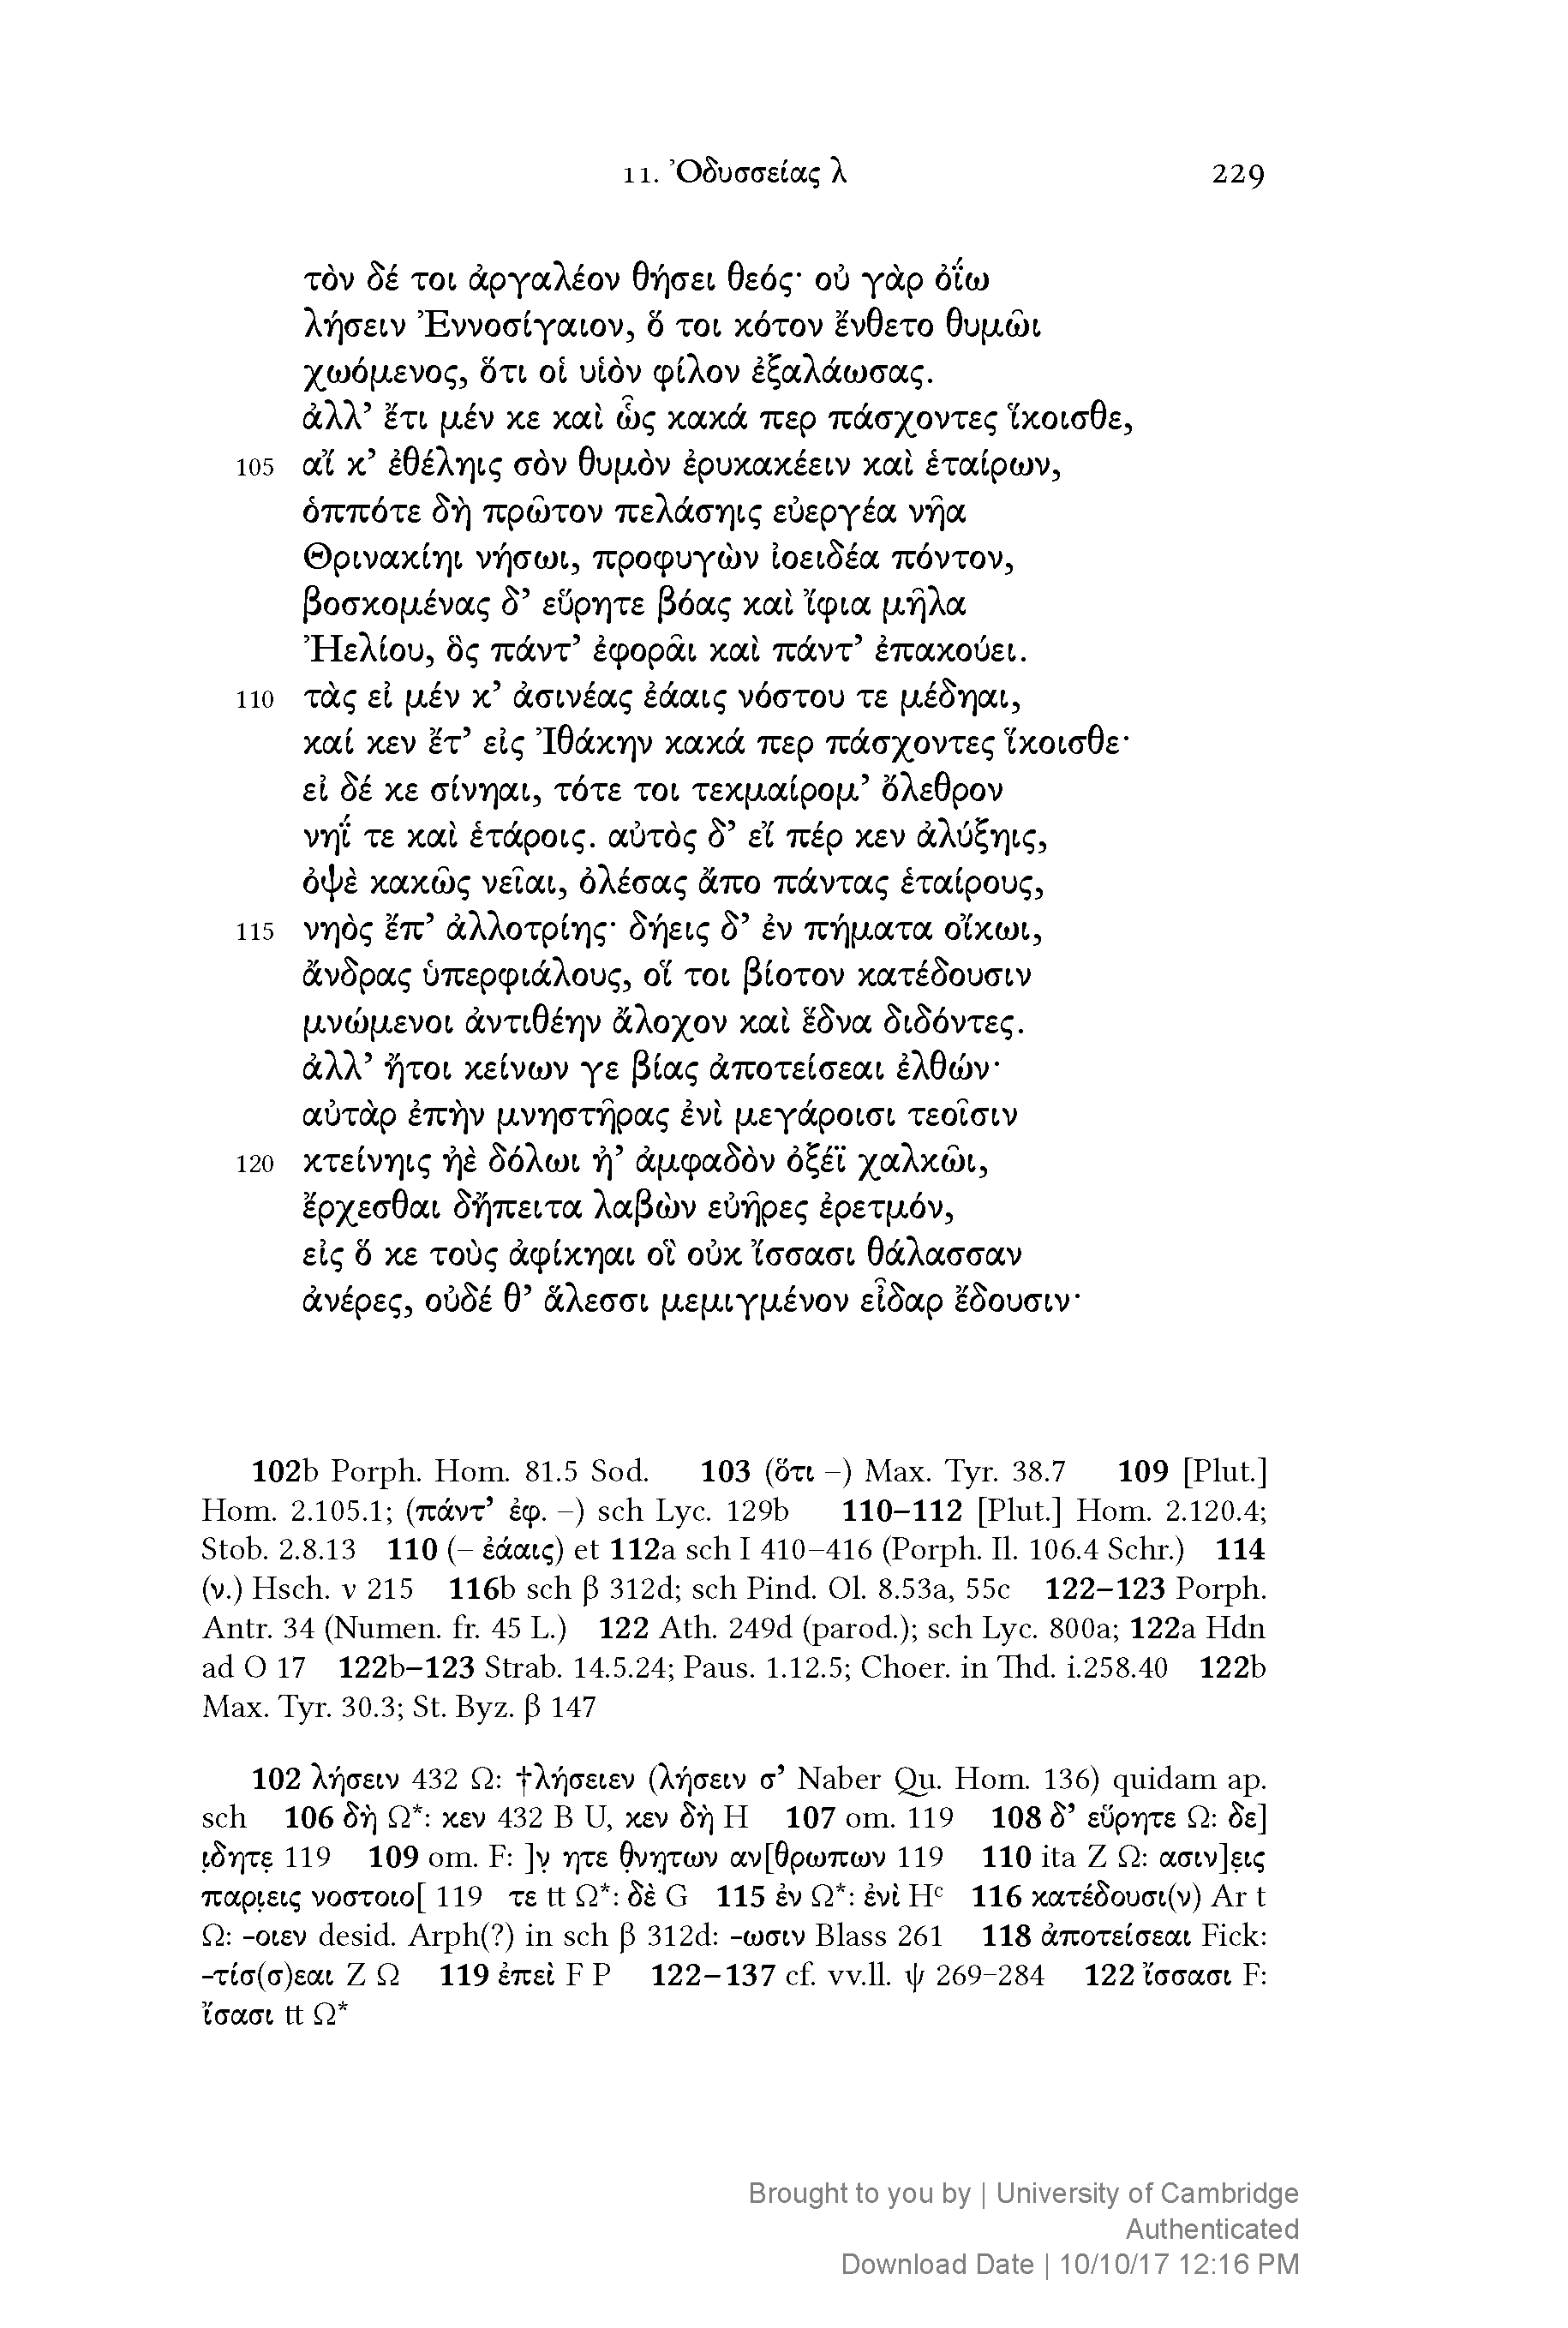 11. Ὀδυσσείας λ 229
τὸν δέ τοι ἀργαλέον θήσει θεός· οὐ γὰρ ὀΐω
λήσειν Ἐννοσίγαιον, ὅ τοι κότον ἔνθετο θυμῶι
χωόμενος, ὅτι οἱ υἱὸν φίλον ἐξαλάωσας.
ἀλλ’ ἔτι μέν κε καὶ ὧς κακά περ πάσχοντες ἵκοισθε,
105 αἴ κ’ ἐθέληις σὸν θυμὸν ἐρυκακέειν καὶ ἑταίρων,
ὁππότε δὴ πρῶτον πελάσηις εὐεργέα νῆα
Θρινακίηι νήσωι, προφυγὼν ἰοειδέα πόντον,
βοσκομένας δ’ εὕρητε βόας καὶ ἴφια μῆλα
Ἠελίου, ὃς πάντ’ ἐφορᾶι καὶ πάντ’ ἐπακούει.
110 τὰς εἰ μέν κ’ ἀσινέας ἐάαις νόστου τε μέδηαι,
καί κεν ἔτ’ εἰς Ἰθάκην κακά περ πάσχοντες ἵκοισθε·
εἰ δέ κε σίνηαι, τότε τοι τεκμαίρομ’ ὄλεθρον
νηΐ τε καὶ ἑτάροις. αὐτὸς δ’ εἴ πέρ κεν ἀλύξηις,
ὀψὲ κακῶς νεῖαι, ὀλέσας ἄπο πάντας ἑταίρους,
115 νηὸς ἔπ’ ἀλλοτρίης· δήεις δ’ ἐν πήματα οἴκωι,
ἄνδρας ὑπερφιάλους, οἵ τοι βίοτον κατέδουσιν
μνώμενοι ἀντιθέην ἄλοχον καὶ ἕδνα διδόντες.
ἀλλ’ ἤτοι κείνων γε βίας ἀποτείσεαι ἐλθών·
αὐτὰρ ἐπὴν μνηστῆρας ἐνὶ μεγάροισι τεοῖσιν
120 κτείνηις ἠὲ δόλωι ἠ’ ἀμφαδὸν ὀξέϊ χαλκῶι,
ἔρχεσθαι δἤπειτα λαβὼν εὐῆρες ἐρετμόν,
εἰς ὅ κε τοὺς ἀφίκηαι οἳ οὐκ ἴσσασι θάλασσαν
ἀνέρες, οὐδέ θ’ ἅλεσσι μεμιγμένον εἶδαρ ἔδουσιν·
102b Porph. Hom. 81.5 Sod. 103 (ὅτι –) Max. Tyr. 38.7 109 [Plut.]
Hom. 2.105.1; (πάντ’ ἐφ. –) sch Lyc. 129b 110–112 [Plut.] Hom. 2.120.4;
Stob. 2.8.13 110 (– ἐάαις) et 112a sch I 410–416 (Porph. Il. 106.4 Schr.) 114
(ν.) Hsch. ν 215 116b sch β 312d; sch Pind. Ol. 8.53a, 55c 122–123 Porph.
Antr. 34 (Numen. fr. 45 L.) 122 Ath. 249d (parod.); sch Lyc. 800a; 122a Hdn
ad O 17 122b–123 Strab. 14.5.24; Paus. 1.12.5; Choer. in Thd. i.258.40 122b
Max. Tyr. 30.3; St. Byz. β 147
102 λήσειν 432 Ω: †λήσειεν (λήσειν σ’ Naber Qu. Hom. 136) quidam ap.
sch 106 δὴ Ω*: κεν 432 B U, κεν δὴ H 107 om. 119 108 δ’ εὕρητε Ω: δε]
ι̣δητε̣ 119 109 om. F: ]ν̣ ητε θ̣νη̣των αν[θρωπων 119 110 ita Z Ω: ασιν]ε̣ις
παρι̣εις νοστοιο[ 119 τε tt Ω*: δὲ G 115 ἐν Ω*: ἐνὶ Hᶜ 116 κατέδουσι(ν) Ar t
Ω: -οιεν desid. Arph(?) in sch β 312d: -ωσιν Blass 261 118 ἀποτείσεαι Fick:
-τίσ(σ)εαι Z Ω 119 ἐπεὶ F P 122–137 cf. vv.ll. ψ 269–284 122 ἴσσασι F:
ἴσασι tt Ω*
Brought to you by | University of Cambridge
Authenticated
Download Date | 10/10/17 12:16 PM